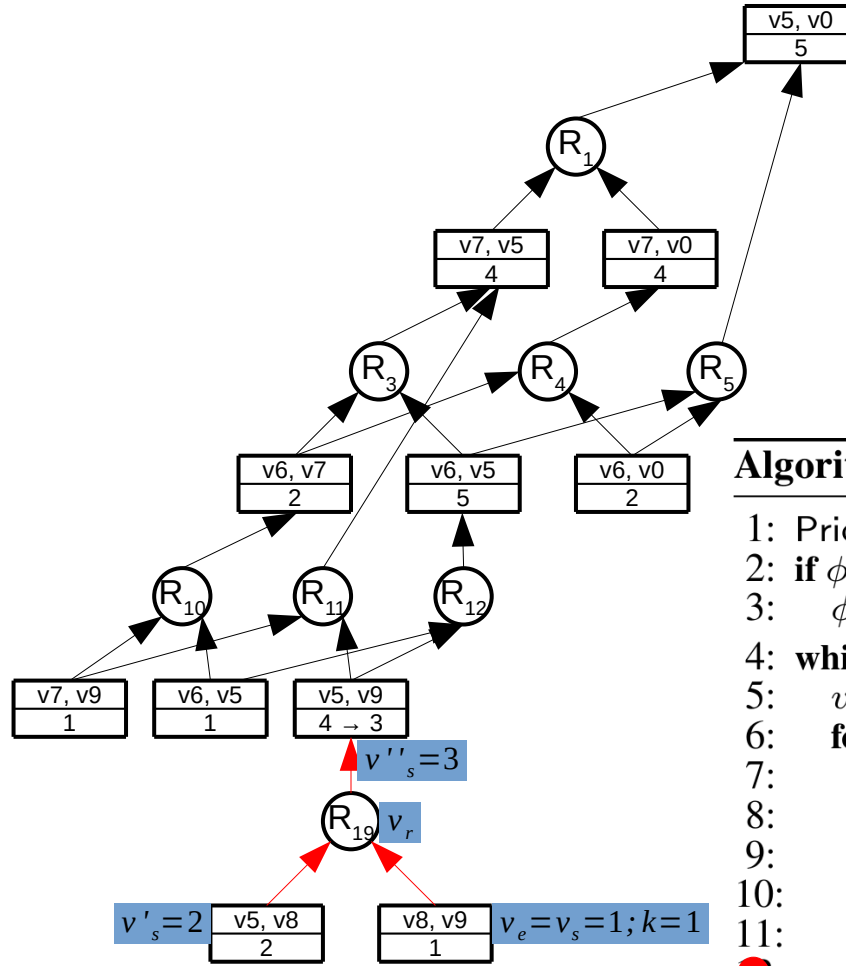 v5, v0
5
R1
v7, v5
4
v7, v0
4
R3
R4
R5
v6, v7
2
v6, v5
5
v6, v0
2
R10
R11
R12
v7, v9
1
v6, v5
1
v5, v9
4 → 3
v''s=3
R19
vr
v's=2
v5, v8
2
v8, v9
1
ve=vs=1; k=1
Algorit
1: Pric
2: if ϕ
3: ϕ
4: whi
5: v
6: fo
7:
8:
9:
10:
11: